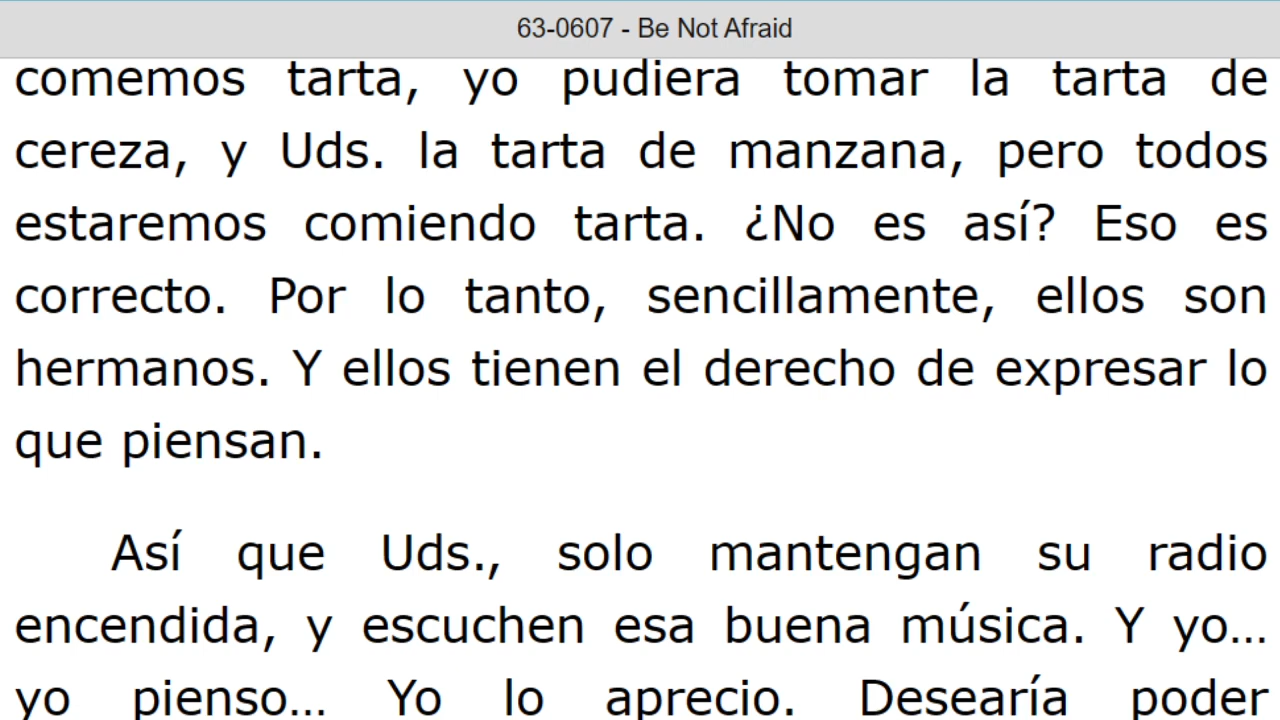 63-0607 - Be Not Afraid
comemos tarta, yo pudiera tomar la tarta de
cereza, y Uds. la tarta de manzana, pero todos
estaremos comiendo tarta. ¿No es así? Eso es
correcto. Por lo tanto, sencillamente, ellos son
hermanos. Y ellos tienen el derecho de expresar lo
que piensan.
Así que Uds., solo mantengan su radio
encendida, y escuchen esa buena música. Y yo…
yo pienso… Yo lo aprecio. Desearía poder